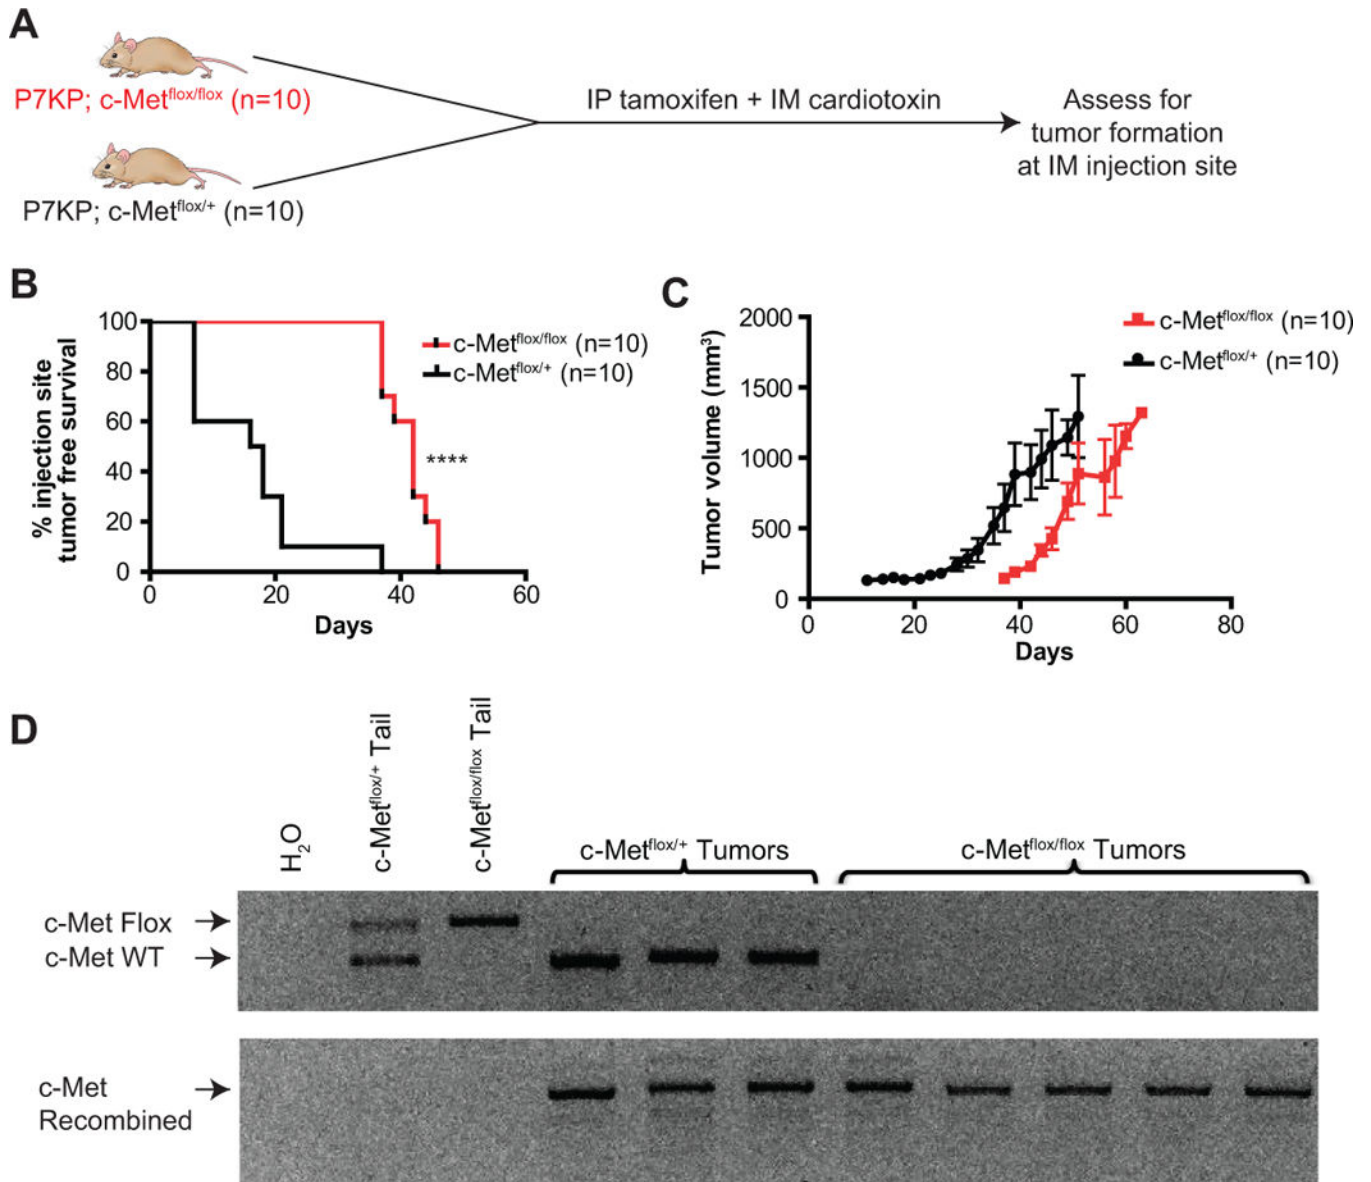 A
P7KP; c-Met^flox/flox (n=10)
P7KP; c-Met^flox/+ (n=10)
IP tamoxifen + IM cardiotoxin
Assess for
tumor formation
at IM injection site
B
% injection site
tumor free survival
100
80
60
40
20
0
0 20 40 60
Days
c-Met^flox/flox (n=10)
c-Met^flox/+ (n=10)
****
C
Tumor volume (mm³)
2000
1500
1000
500
0
0 20 40 60 80
Days
c-Met^flox/flox (n=10)
c-Met^flox/+ (n=10)
D
H₂O
c-Met^flox/+ Tail
c-Met^flox/flox Tail
c-Met^flox/+ Tumors
c-Met^flox/flox Tumors
c-Met Flox
c-Met WT
c-Met
Recombined